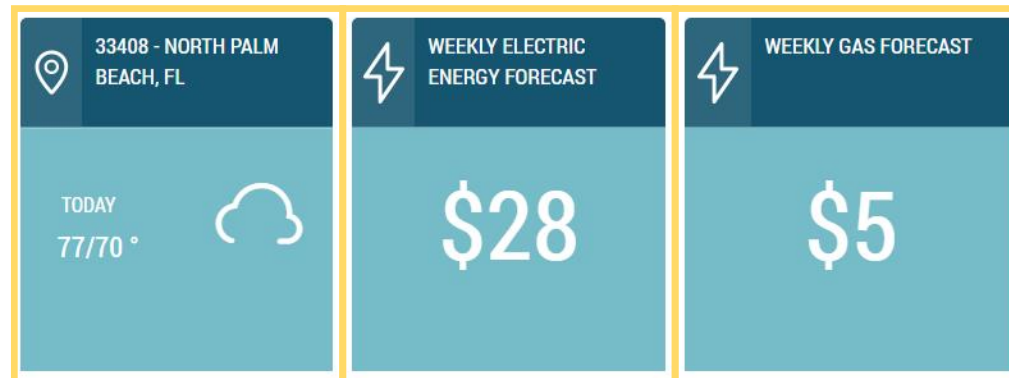 33408 - NORTH PALM
BEACH, FL
TODAY
77/70 °
WEEKLY ELECTRIC
ENERGY FORECAST
$28
WEEKLY GAS FORECAST
$5